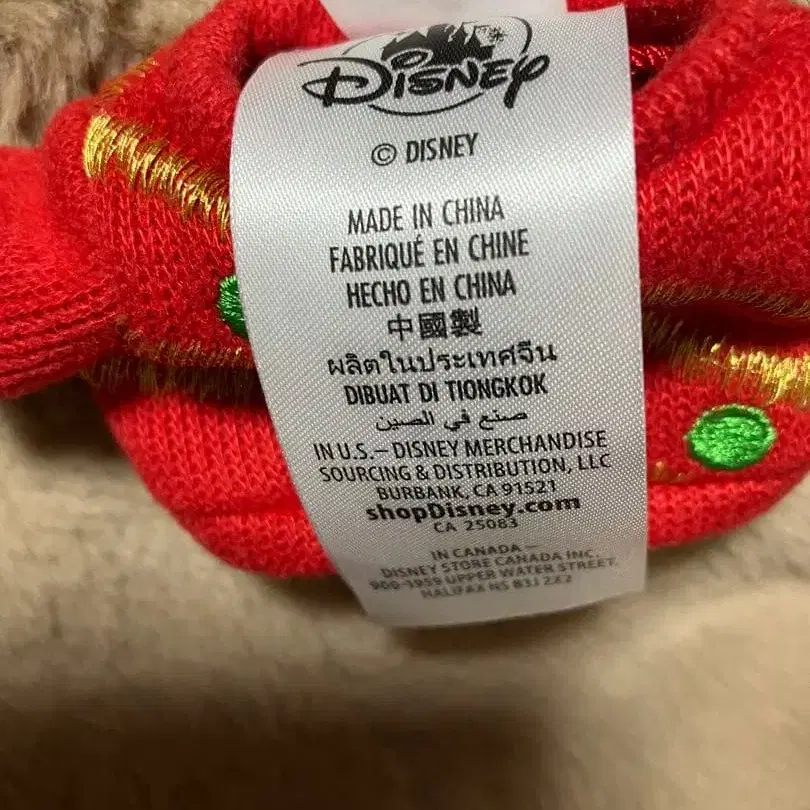 Disney
© DISNEY
MADE IN CHINA
FABRIQUÉ EN CHINE
HECHO EN CHINA
中國製
ผลิตในประเทศจีน
DIBUAT DI TIONGKOK
صنع في الصين
IN U.S.– DISNEY MERCHANDISE
SOURCING & DISTRIBUTION, LLC
BURBANK, CA 91521
shopDisney.com
CA 25083
IN CANADA –
DISNEY STORE CANADA INC.
900-1959 UPPER WATER STREET,
HALIFAX NS B3J 2X2